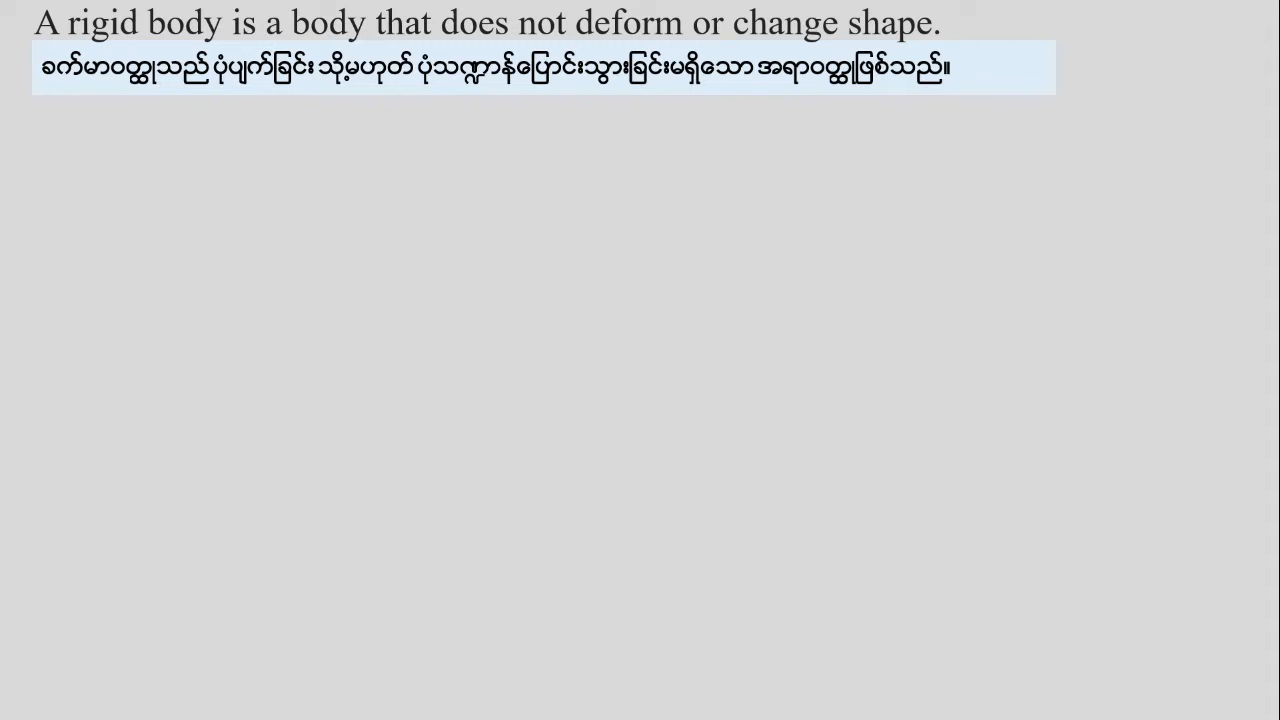 A rigid body is a body that does not deform or change shape.
ခက်မာဝတ္ထုသည် ပုံပျက်ခြင်း သို့မဟုတ် ပုံသဏ္ဍာန်ပြောင်းသွားခြင်းမရှိသော အရာဝတ္ထုဖြစ်သည်။